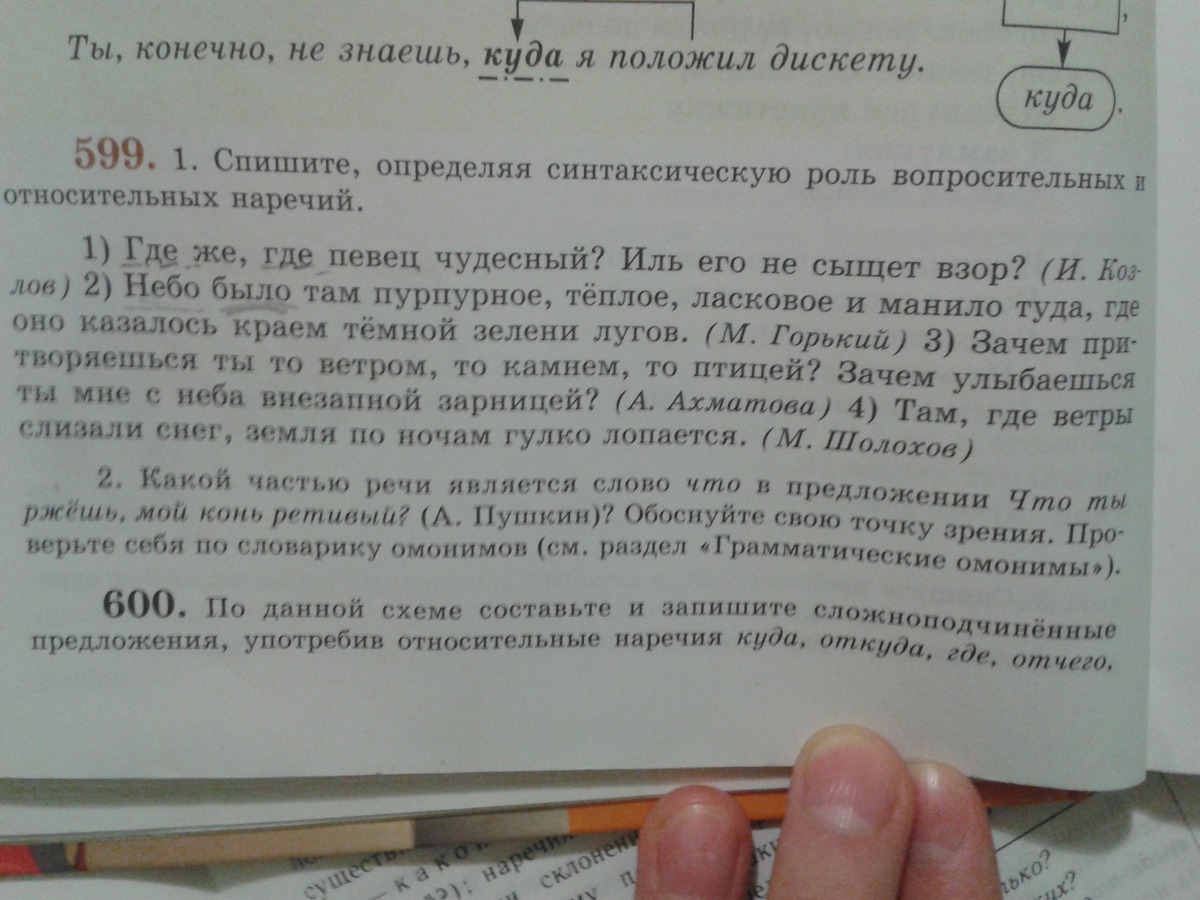 Ты, конечно, не знаешь, куда я положил дискету.
,
куда.
599. 1. Спишите, определяя синтаксическую роль вопросительных и
относительных наречий.
1) Где же, где певец чудесный? Иль его не сыщет взор? (И. Коз-
лов) 2) Небо было там пурпурное, тёплое, ласковое и манило туда, где
оно казалось краем тёмной зелени лугов. (М. Горький) 3) Зачем при-
творяешься ты то ветром, то камнем, то птицей? Зачем улыбаешься
ты мне с неба внезапной зарницей? (А. Ахматова) 4) Там, где ветры
слизали снег, земля по ночам гулко лопается. (М. Шолохов)
2. Какой частью речи является слово что в предложении Что ты
ржёшь, мой конь ретивый? (А. Пушкин)? Обоснуйте свою точку зрения. Про-
верьте себя по словарику омонимов (см. раздел «Грамматические омонимы»).
600. По данной схеме составьте и запишите сложноподчинённые
предложения, употребив относительные наречия куда, откуда, где, отчего,
наречия
склонени